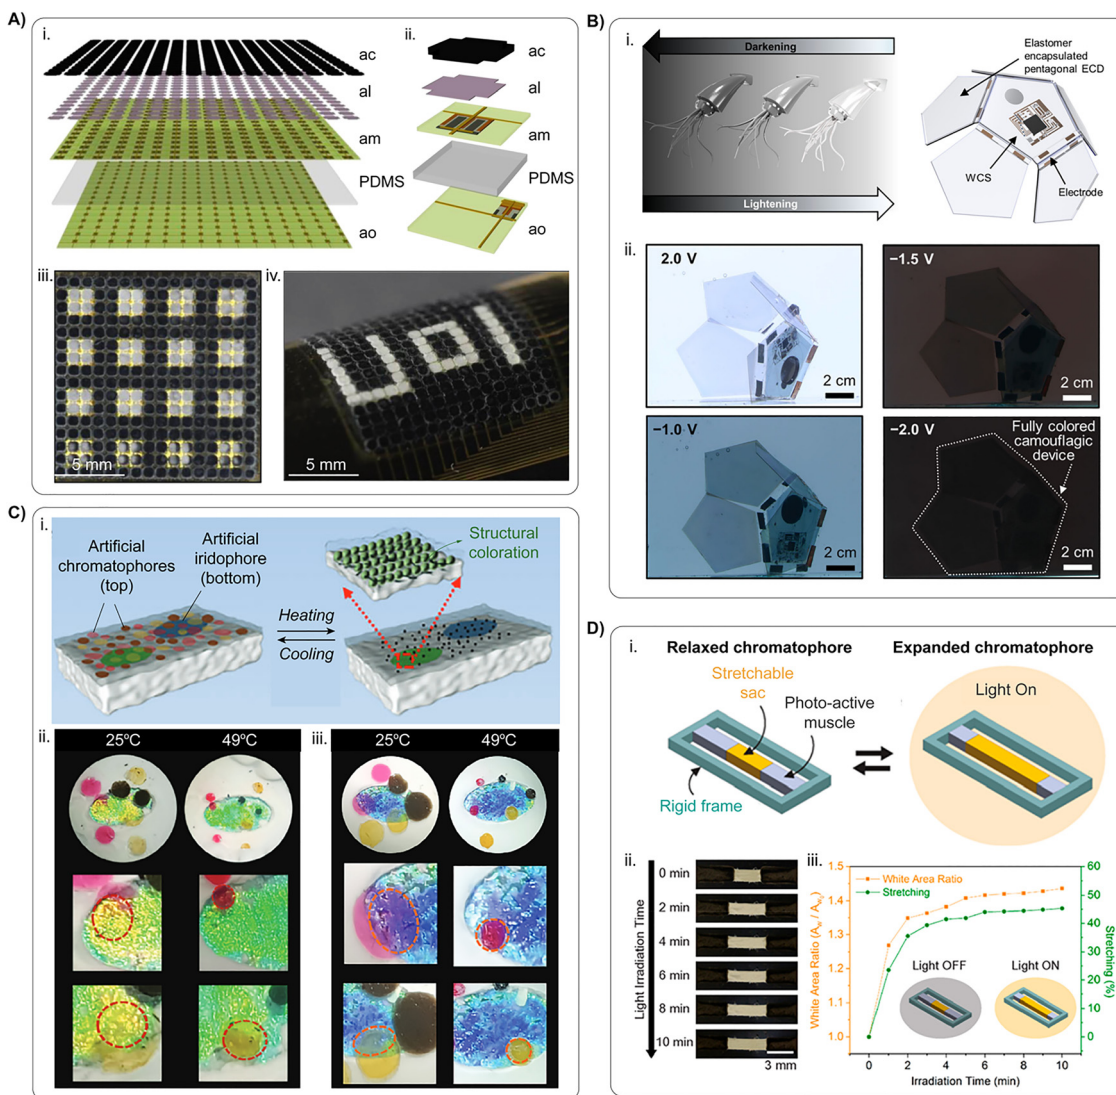 A)
i.
ac
al
am
PDMS
ao
ii.
ac
al
am
PDMS
ao
iii.
5 mm
iv.
UOI
5 mm
B)
i.
Darkening
Lightening
Elastomer
encapsulated
pentagonal ECD
WCS
Electrode
ii.
2.0 V
2 cm
−1.5 V
2 cm
−1.0 V
2 cm
−2.0 V
Fully colored
camouflagic
device
2 cm
C)
i.
Artificial
chromatophores
(top)
Artificial
iridophore
(bottom)
Heating
Cooling
Structural
coloration
ii.
25°C
49°C
iii.
25°C
49°C
D)
i.
Relaxed chromatophore
Expanded chromatophore
Stretchable
sac
Photo-active
muscle
Rigid frame
Light On
ii.
Light Irradiation Time
0 min
2 min
4 min
6 min
8 min
10 min
3 mm
iii.
White Area Ratio
Stretching
White Area Ratio (A
1.5
1.4
1.3
1.2
1.1
1.0
60
50
40
30
20
10
0
Stretching (%)
Light OFF
Light ON
0
2
4
6
8
10
Irradiation Time (min)